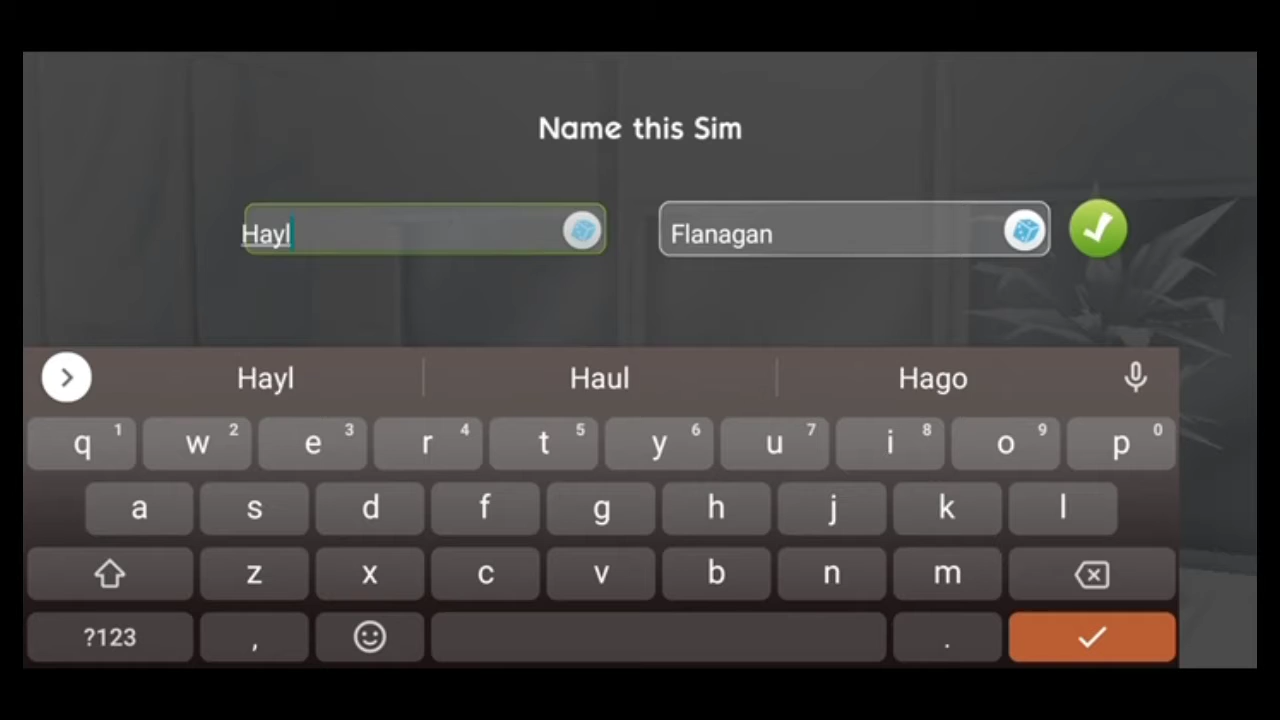 Name this Sim
Hayl Flanagan
Hayl Haul Hago
q 1 w 2 e 3 r 4 t 5 y 6 u 7 i 8 o 9 p 0
a s d f g h j k l
z x c v b n m
?123 , .